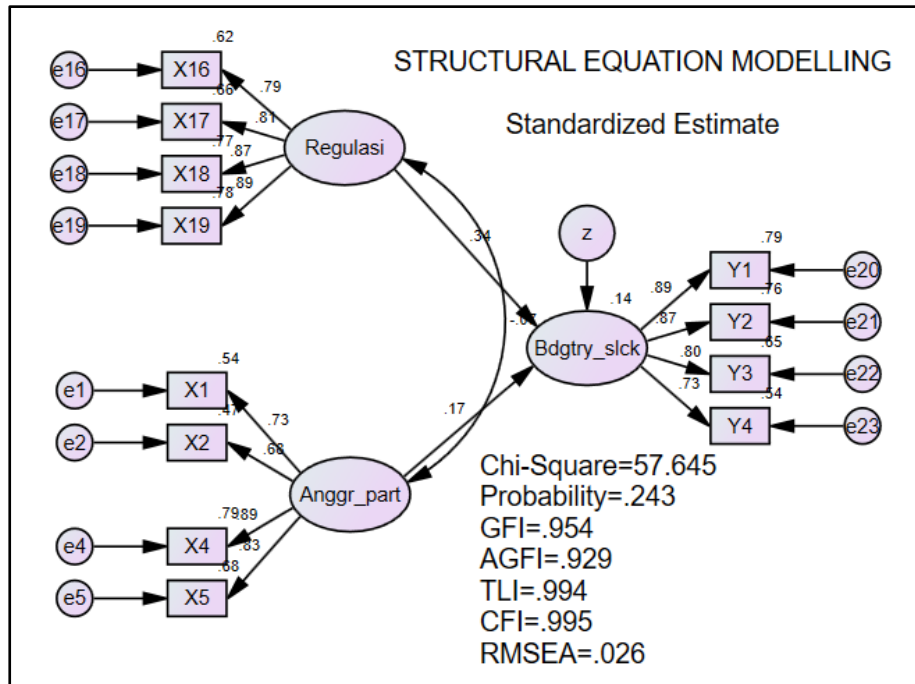 STRUCTURAL EQUATION MODELLING
Standardized Estimate
.62
e16 X16 .79
.66
e17 X17 .81
Regulasi
.77
e18 X18 .87
.78 .89
e19 X19
.34
z
-.07
.14
Bdgtry_slck
.79
.89 Y1 e20
.76
.87 Y2 e21
.65
.80 Y3 e22
.54
.73 Y4 e23
.54
e1 X1 .73
.47
e2 X2 .68
.17
Anggr_part
.79 .89
e4 X4 .83
.68
e5 X5
Chi-Square=57.645
Probability=.243
GFI=.954
AGFI=.929
TLI=.994
CFI=.995
RMSEA=.026